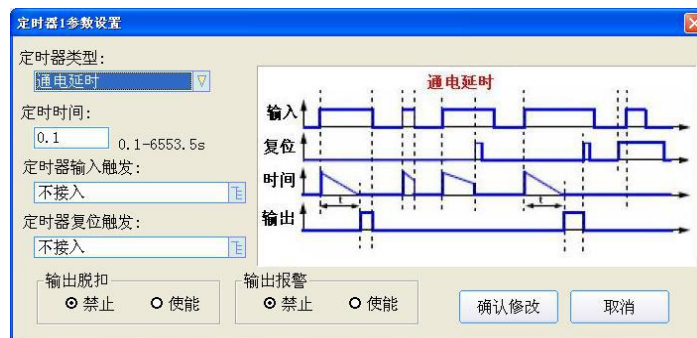 定时器1参数设置
定时器类型:
通电延时
定时时间:
0.1 0.1-6553.5s
定时器输入触发:
不接入
定时器复位触发:
不接入
通电延时
输入
复位
时间
t t
输出
输出脱扣
禁止 使能
输出报警
禁止 使能
确认修改 取消